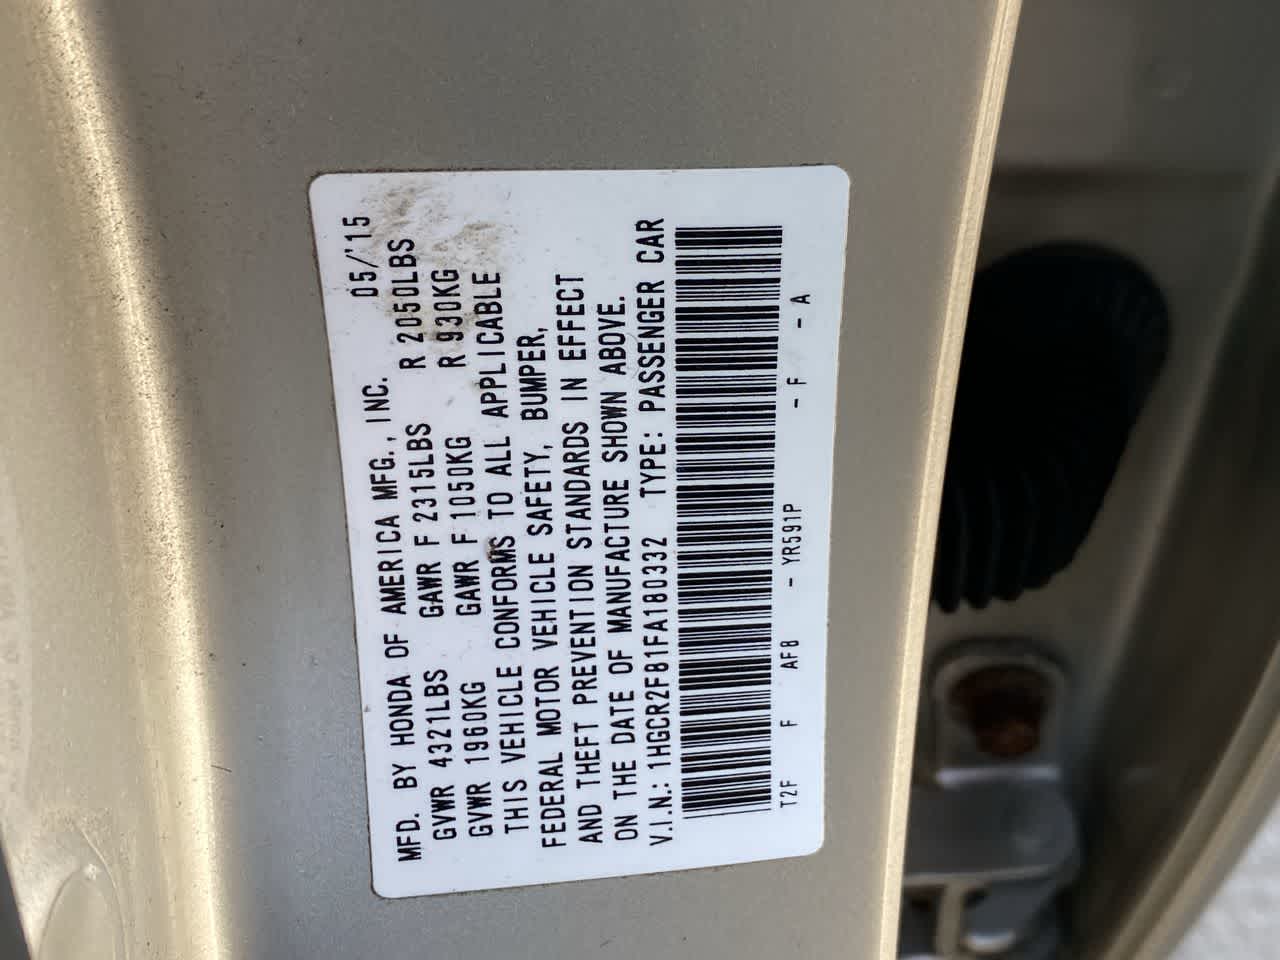 MFD. BY HONDA OF AMERICA MFG., INC. 05/'15
GVWR 4321LBS GAWR F 2315LBS R 2050LBS
GVWR 1960KG GAWR F 1050KG R 930KG
THIS VEHICLE CONFORMS TO ALL APPLICABLE
FEDERAL MOTOR VEHICLE SAFETY, BUMPER,
AND THEFT PREVENTION STANDARDS IN EFFECT
ON THE DATE OF MANUFACTURE SHOWN ABOVE.
V.I.N.: 1HGCR2F81FA180332 TYPE: PASSENGER CAR
T2F F AF8 - YR591P - F - A